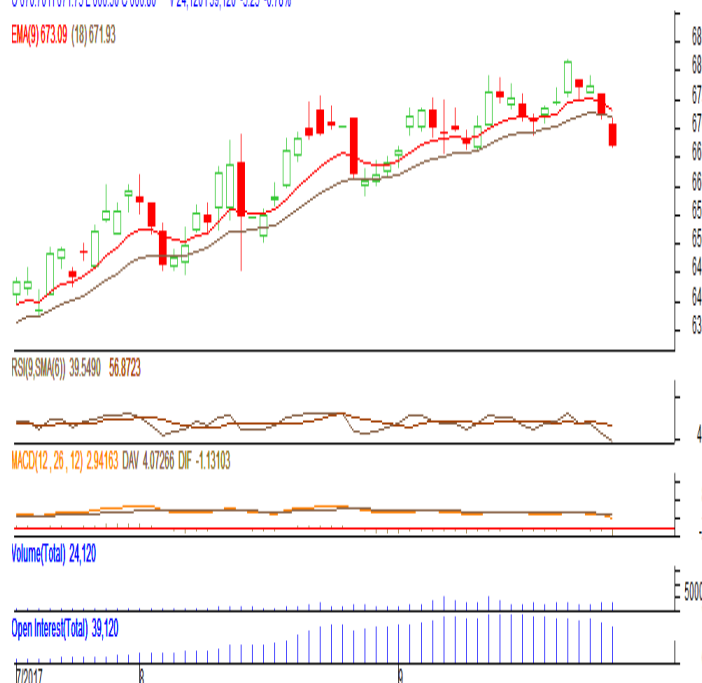 EMA(9) 673.09 (18) 671.93
68
68
67
67
66
66
65
65
64
64
63
RSI(9,SMA(6)) 39.5490 56.8723
4
MACD(12, 26, 12) 2.94163 DAV 4.07266 DIF -1.13103
Volume(Total) 24,120
5000
Open Interest(Total) 39,120
7/2017 8 9